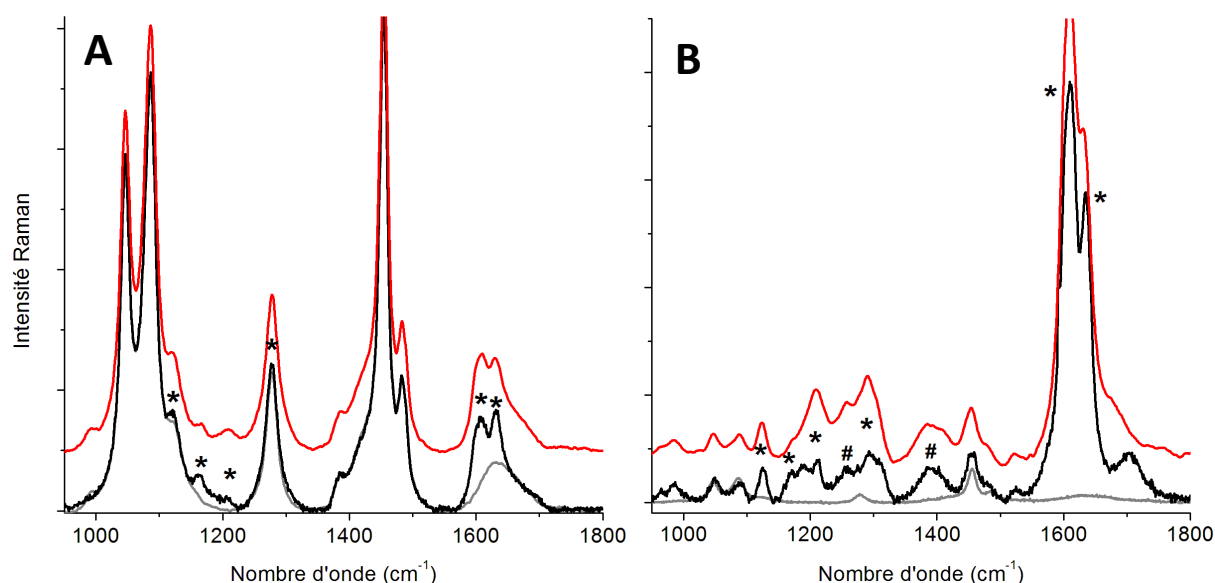 A
B
Intensité Raman
* * * * * *
* * * # * # * *
1000 1200 1400 1600 1800
1000 1200 1400 1600 1800
Nombre d'onde (cm⁻¹)
Nombre d'onde (cm⁻¹)